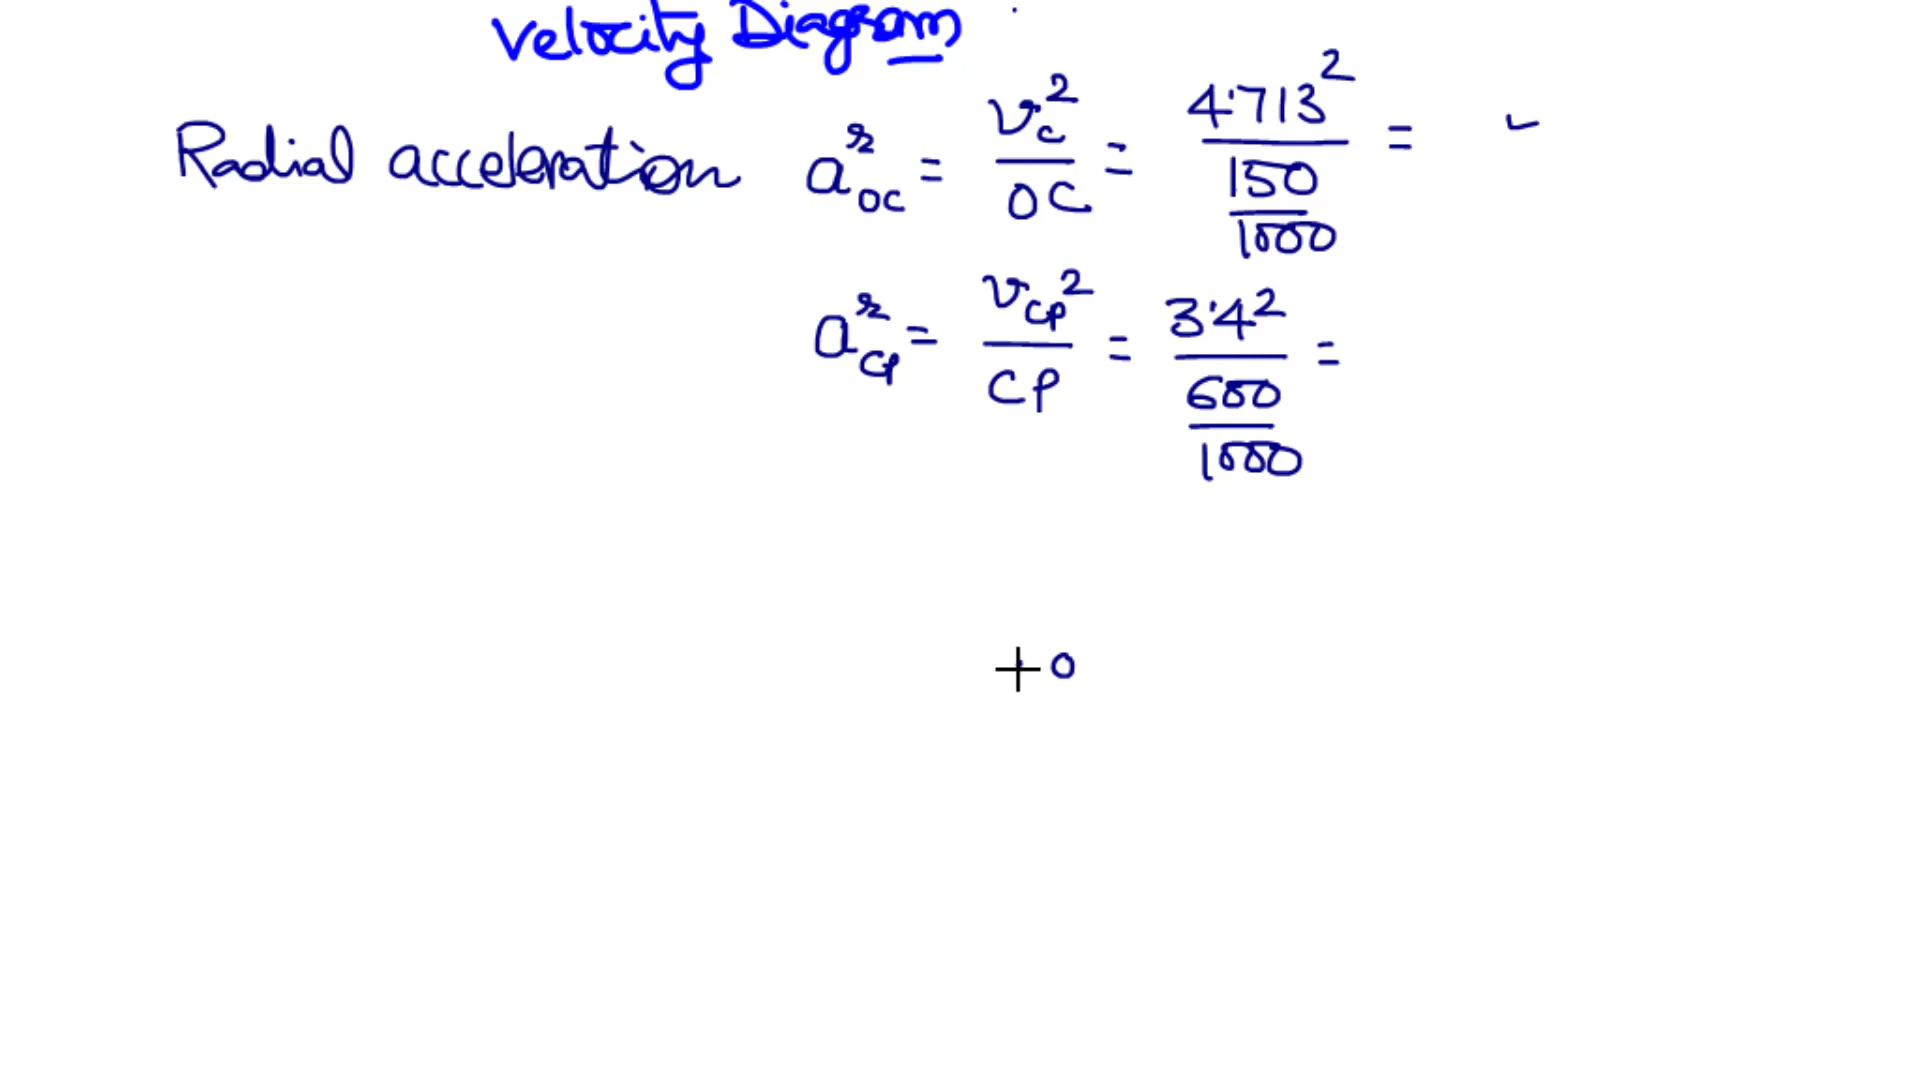 Velocity Diagram
Radial acceleration a^r_oc = v_c^2 / OC = 4.713^2 / (150/1000) =
a^r_cp = v_cp^2 / CP = 3.4^2 / (600/1000) =
o